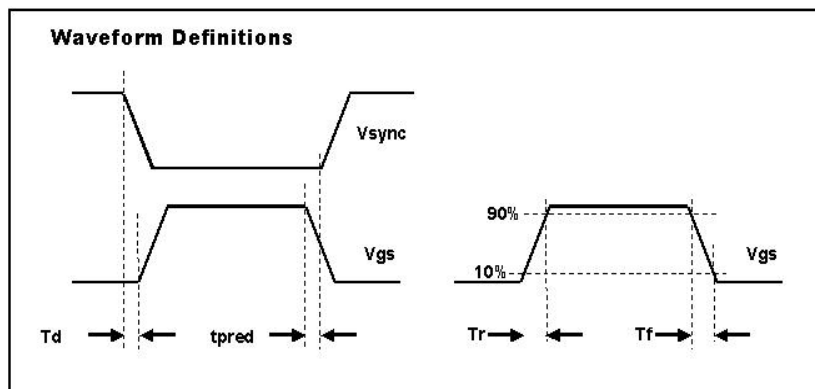 Waveform Definitions
Vsync
Vgs
Td
tpred
90%
10%
Vgs
Tr
Tf